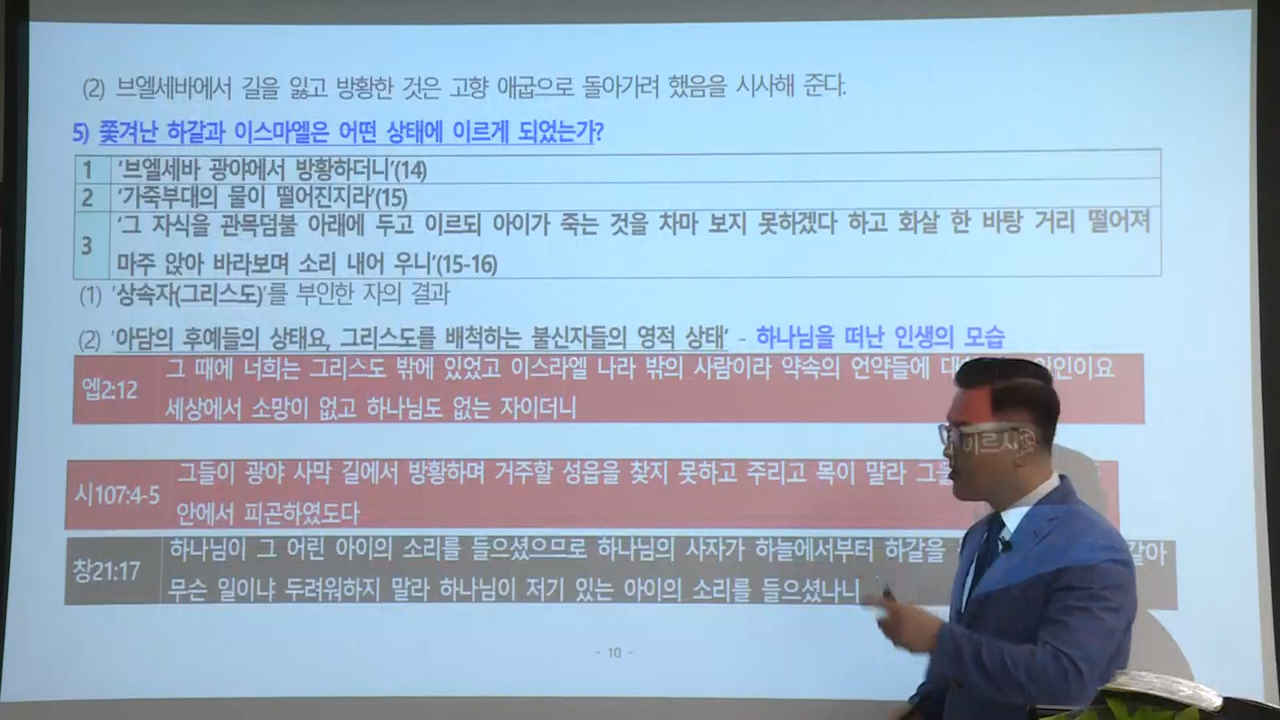 (2) 브엘세바에서 길을 잃고 방황한 것은 고향 애굽으로 돌아가려 했음을 시사해 준다.
5) 쫓겨난 하갈과 이스마엘은 어떤 상태에 이르게 되었는가?
1 '브엘세바 광야에서 방황하더니'(14)
2 '가죽부대의 물이 떨어진지라'(15)
3 '그 자식을 관목덤불 아래에 두고 이르되 아이가 죽는 것을 차마 보지 못하겠다 하고 화살 한 바탕 거리 떨어져
마주 앉아 바라보며 소리 내어 우니'(15-16)
(1) '상속자(그리스도)'를 부인한 자의 결과
(2) '아담의 후예들의 상태요, 그리스도를 배척하는 불신자들의 영적 상태' - 하나님을 떠난 인생의 모습
엡2:12 그 때에 너희는 그리스도 밖에 있었고 이스라엘 나라 밖의 사람이라 약속의 언약들에
세상에서 소망이 없고 하나님도 없는 자이더니
시107:4-5 그들이 광야 사막 길에서 방황하며 거주할 성읍을 찾지 못하고 주리고 목이 말라
안에서 피곤하였도다
창21:17 하나님이 그 어린 아이의 소리를 들으셨으므로 하나님의 사자가 하늘에서부터 하갈을
이르시되
무슨 일이냐 두려워하지 말라 하나님이 저기 있는 아이의 소리를 들으셨나니
- 10 -